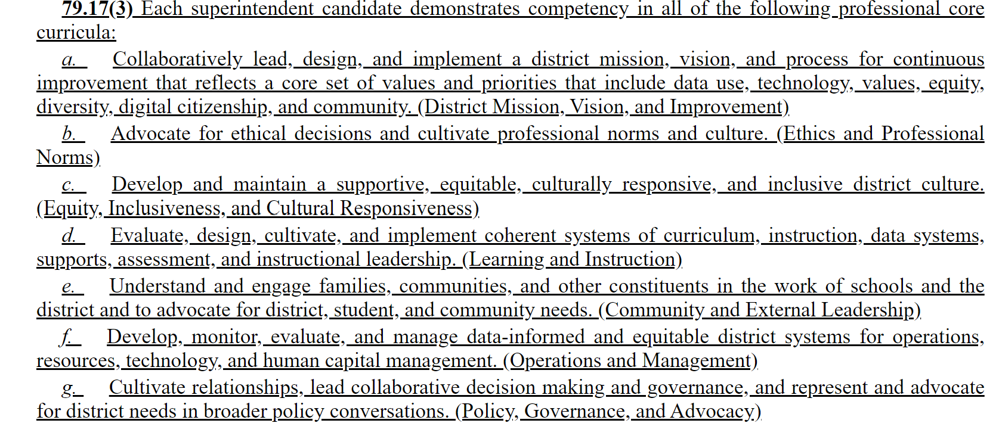 79.17(3) Each superintendent candidate demonstrates competency in all of the following professional core
curricula:
a. Collaboratively lead, design, and implement a district mission, vision, and process for continuous
improvement that reflects a core set of values and priorities that include data use, technology, values, equity,
diversity, digital citizenship, and community. (District Mission, Vision, and Improvement)
b. Advocate for ethical decisions and cultivate professional norms and culture. (Ethics and Professional
Norms)
c. Develop and maintain a supportive, equitable, culturally responsive, and inclusive district culture.
(Equity, Inclusiveness, and Cultural Responsiveness)
d. Evaluate, design, cultivate, and implement coherent systems of curriculum, instruction, data systems,
supports, assessment, and instructional leadership. (Learning and Instruction)
e. Understand and engage families, communities, and other constituents in the work of schools and the
district and to advocate for district, student, and community needs. (Community and External Leadership)
f. Develop, monitor, evaluate, and manage data-informed and equitable district systems for operations,
resources, technology, and human capital management. (Operations and Management)
g. Cultivate relationships, lead collaborative decision making and governance, and represent and advocate
for district needs in broader policy conversations. (Policy, Governance, and Advocacy)